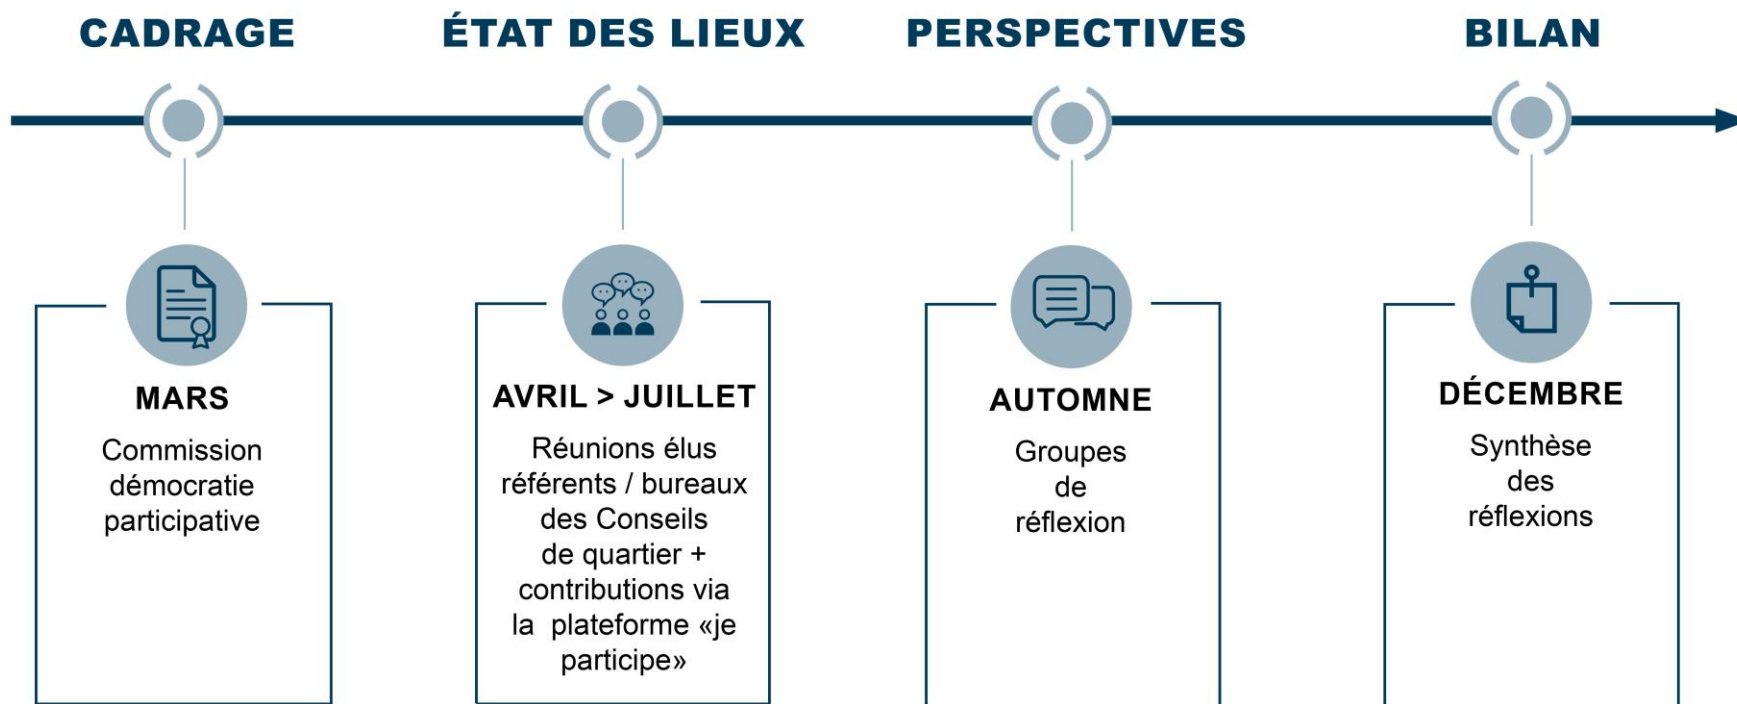 CADRAGE
ÉTAT DES LIEUX
PERSPECTIVES
BILAN
MARS
Commission
démocratie
participative
AVRIL > JUILLET
Réunions élus
référents / bureaux
des Conseils
de quartier +
contributions via
la plateforme «je
participe»
AUTOMNE
Groupes
de
réflexion
DÉCEMBRE
Synthèse
des
réflexions